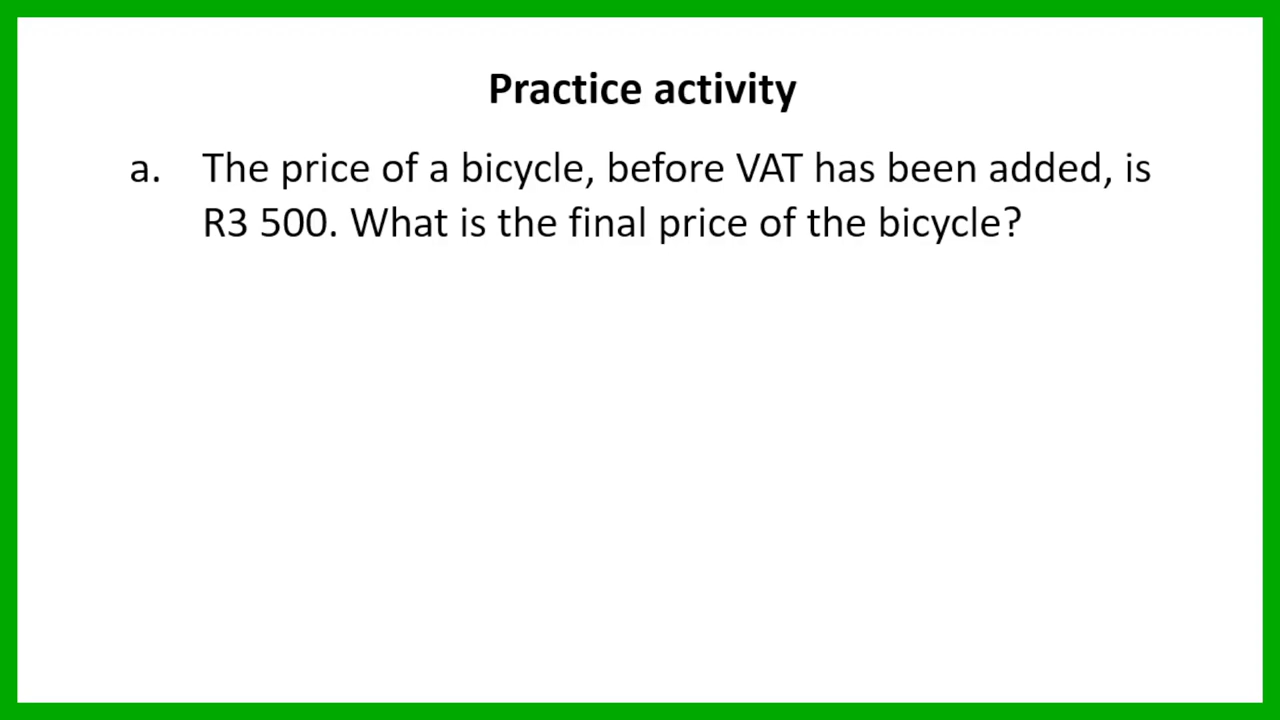 Practice activity
a. The price of a bicycle, before VAT has been added, is
R3 500. What is the final price of the bicycle?